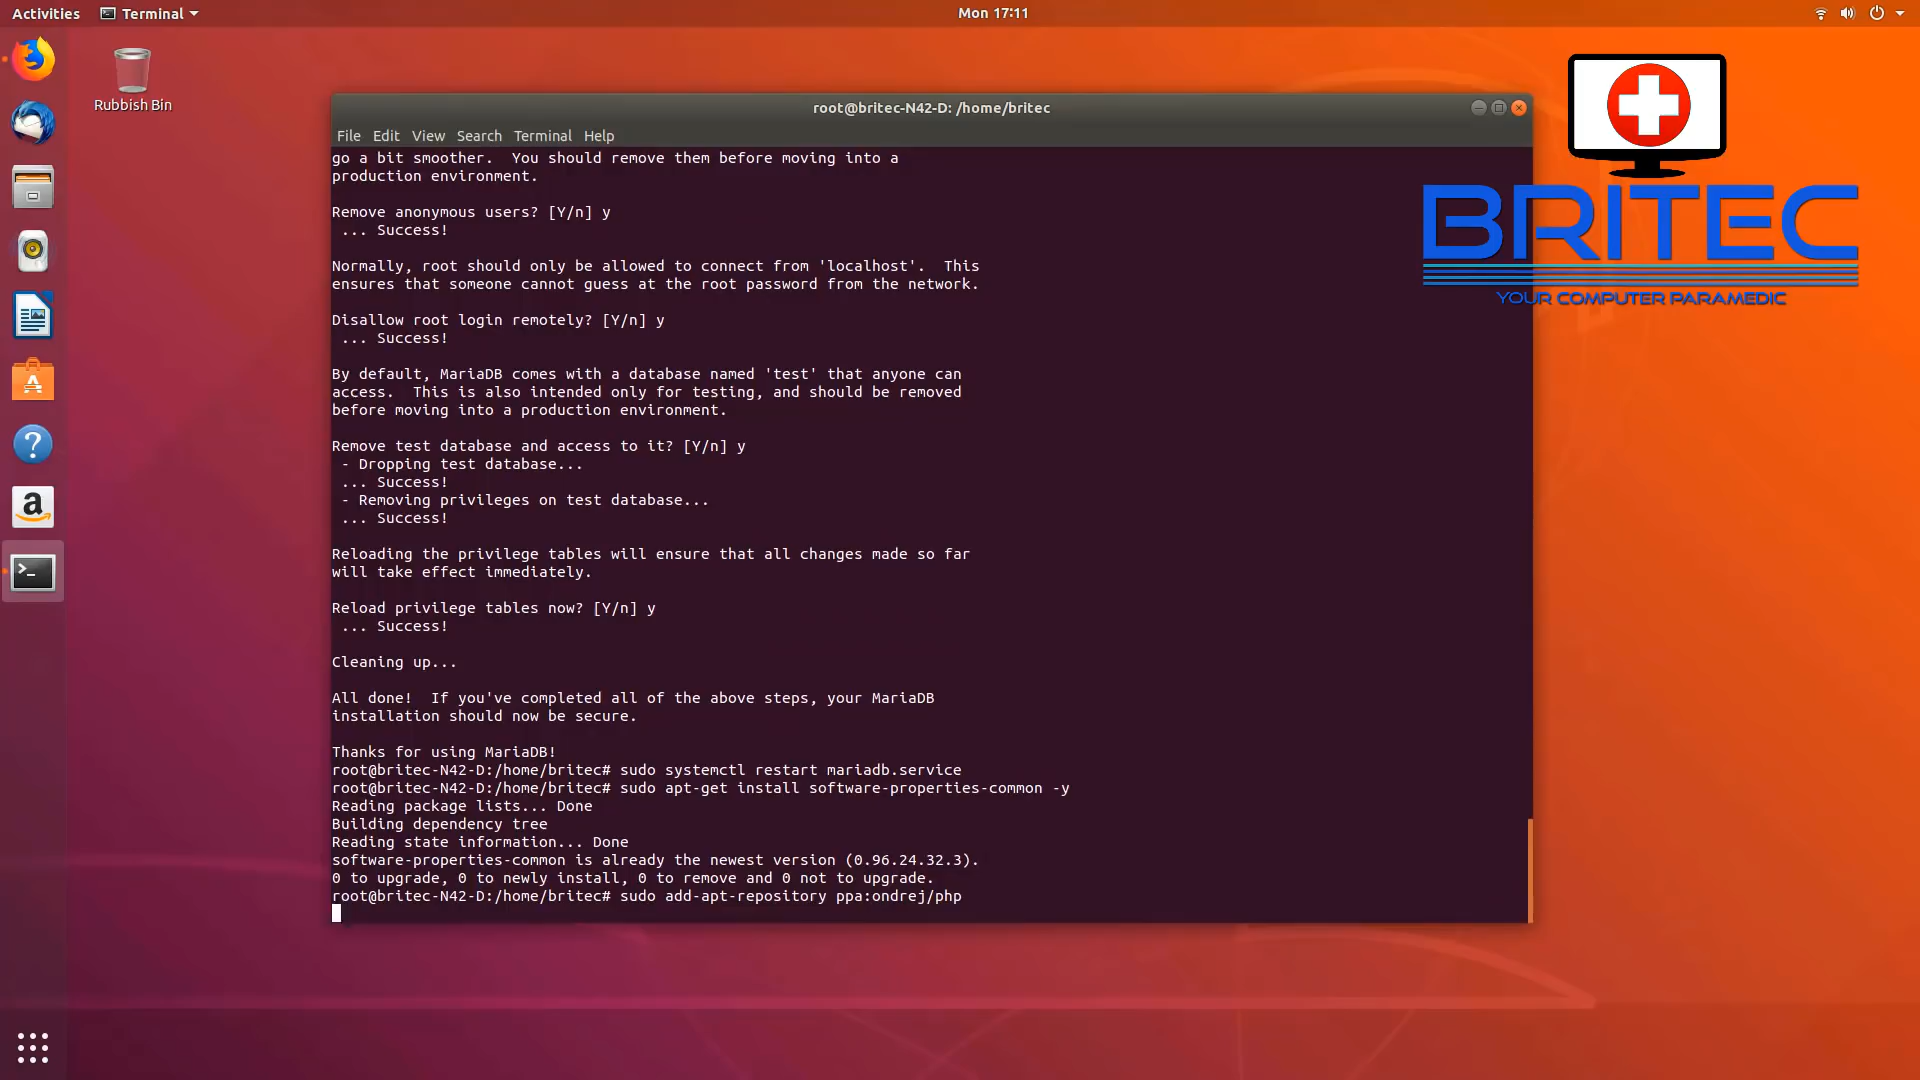 Activities
Terminal
Mon 17:11
Rubbish Bin
root@britec-N42-D: /home/britec
File Edit View Search Terminal Help
go a bit smoother.  You should remove them before moving into a
production environment.
Remove anonymous users? [Y/n] y
 ... Success!
Normally, root should only be allowed to connect from 'localhost'.  This
ensures that someone cannot guess at the root password from the network.
Disallow root login remotely? [Y/n] y
 ... Success!
By default, MariaDB comes with a database named 'test' that anyone can
access.  This is also intended only for testing, and should be removed
before moving into a production environment.
Remove test database and access to it? [Y/n] y
 - Dropping test database...
 ... Success!
 - Removing privileges on test database...
 ... Success!
Reloading the privilege tables will ensure that all changes made so far
will take effect immediately.
Reload privilege tables now? [Y/n] y
 ... Success!
Cleaning up...
All done!  If you've completed all of the above steps, your MariaDB
installation should now be secure.
Thanks for using MariaDB!
root@britec-N42-D:/home/britec# sudo systemctl restart mariadb.service
root@britec-N42-D:/home/britec# sudo apt-get install software-properties-common -y
Reading package lists... Done
Building dependency tree
Reading state information... Done
software-properties-common is already the newest version (0.96.24.32.3).
0 to upgrade, 0 to newly install, 0 to remove and 0 not to upgrade.
root@britec-N42-D:/home/britec# sudo add-apt-repository ppa:ondrej/php
BRITEC
YOUR COMPUTER PARAMEDIC